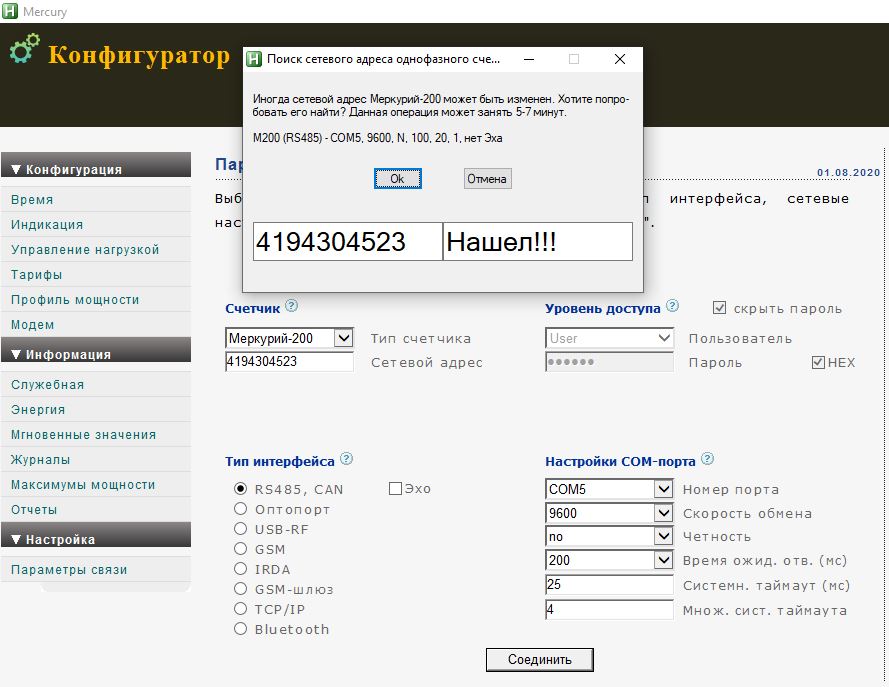 Mercury
Конфигуратор
Поиск сетевого адреса однофазного сче...
Иногда сетевой адрес Меркурий-200 может быть изменен. Хотите попро-
бовать его найти? Данная операция может занять 5-7 минут.
M200 (RS485) - COM5, 9600, N, 100, 20, 1, нет Эха
Ok
Отмена
4194304523
Нашел!!!
Пар
01.08.2020
Выб
интерфейса, сетевые
нас
".
Конфигурация
Время
Индикация
Управление нагрузкой
Тарифы
Профиль мощности
Модем
Информация
Служебная
Энергия
Мгновенные значения
Журналы
Максимумы мощности
Отчеты
Настройка
Параметры связи
Счетчик ?
Меркурий-200 Тип счетчика
4194304523 Сетевой адрес
Уровень доступа ?
скрыть пароль
User Пользователь
●●●●●● Пароль
HEX
Тип интерфейса ?
RS485, CAN
Эхо
Оптопорт
USB-RF
GSM
IRDA
GSM-шлюз
TCP/IP
Bluetooth
Настройки COM-порта ?
COM5 Номер порта
9600 Скорость обмена
no Четность
200 Время ожид. отв. (мс)
25 Системн. таймаут (мс)
4 Множ. сист. таймаута
Соединить